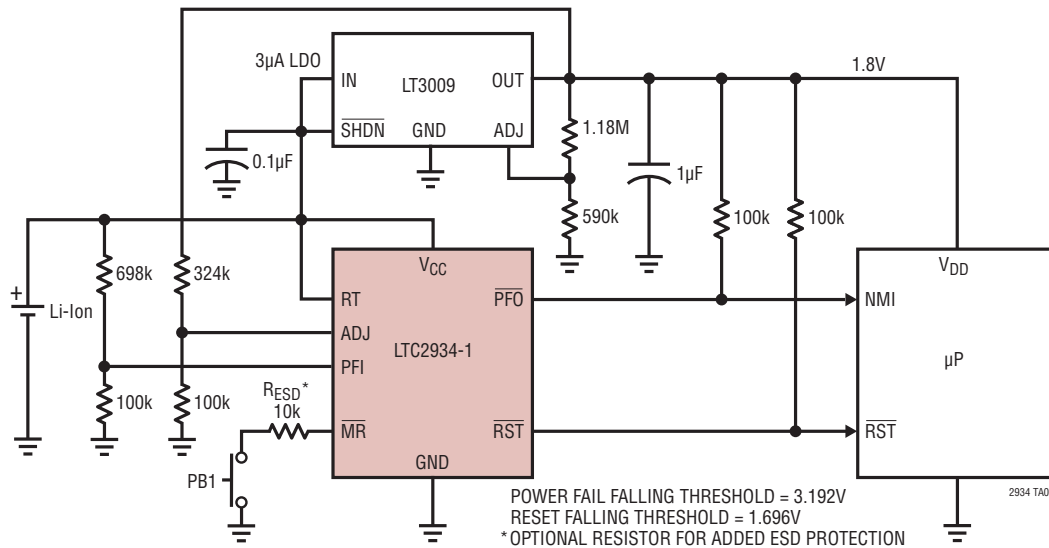 3µA LDO
IN
LT3009
OUT
1.8V
SHDN
GND
ADJ
1.18M
0.1µF
1µF
590k
100k
100k
698k
324k
VCC
VDD
+
Li-Ion
RT
PFO
NMI
ADJ
LTC2934-1
µP
PFI
100k
100k
RESD*
10k
MR
RST
RST
GND
PB1
2934 TA0
POWER FAIL FALLING THRESHOLD = 3.192V
RESET FALLING THRESHOLD = 1.696V
*OPTIONAL RESISTOR FOR ADDED ESD PROTECTION